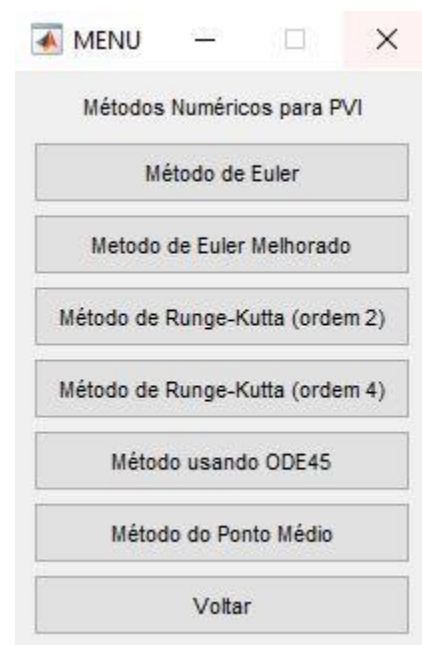 MENU
Métodos Numéricos para PVI
Método de Euler
Metodo de Euler Melhorado
Método de Runge-Kutta (ordem 2)
Método de Runge-Kutta (ordem 4)
Método usando ODE45
Método do Ponto Médio
Voltar